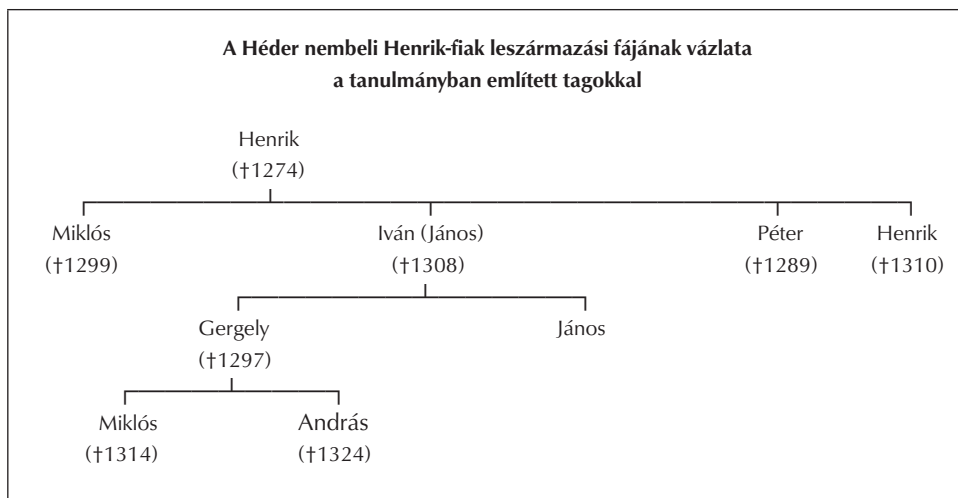 A Héder nembeli Henrik-fiak leszármazási fájának vázlata
a tanulmányban említett tagokkal
Henrik
(†1274)
Miklós Iván (János) Péter Henrik
(†1299) (†1308) (†1289) (†1310)
Gergely János
(†1297)
Miklós András
(†1314) (†1324)